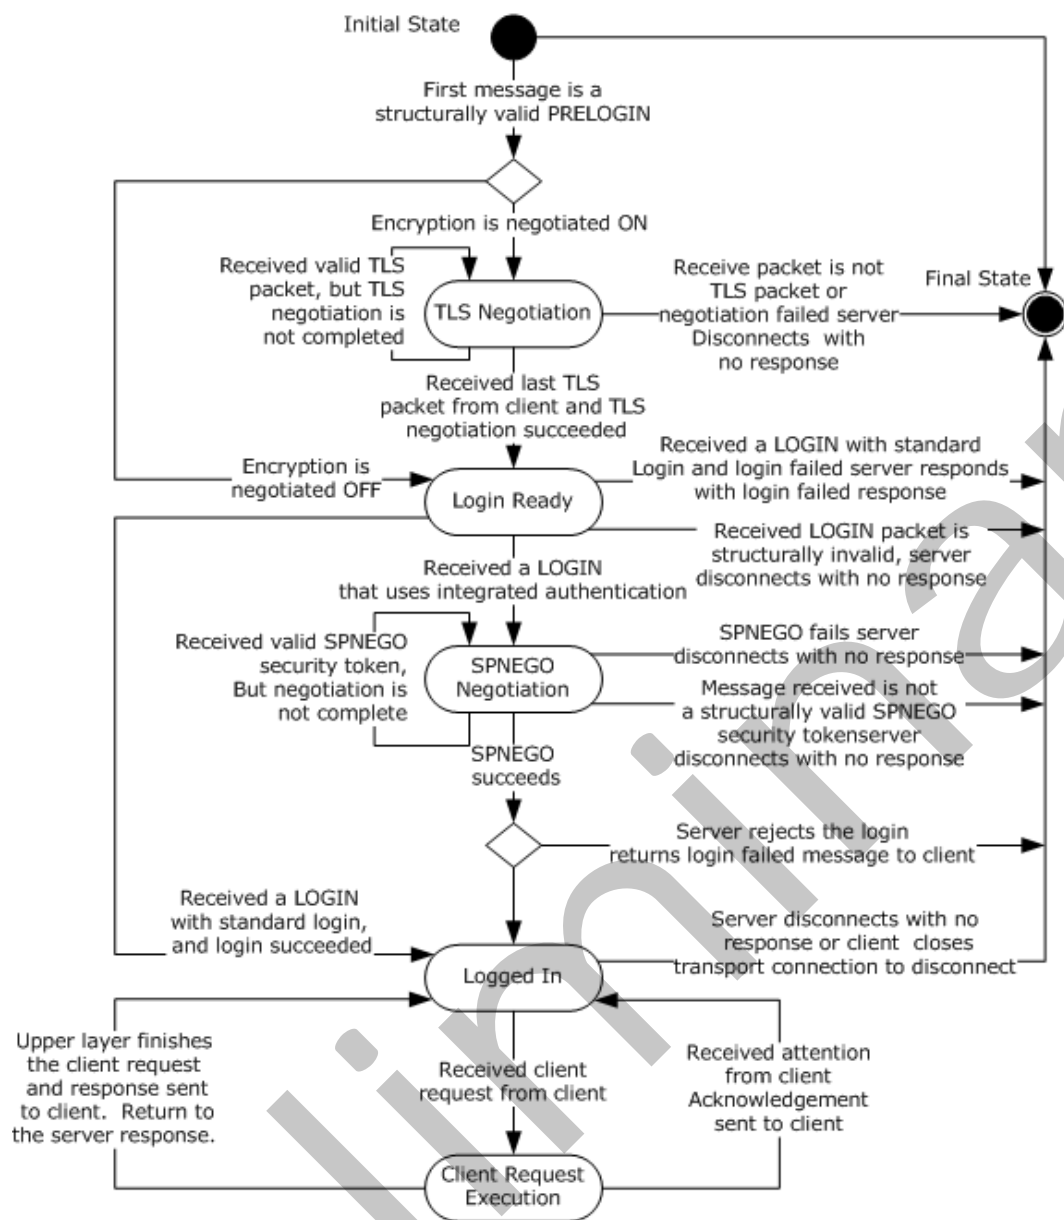 Initial State
First message is a
structurally valid PRELOGIN
Encryption is negotiated ON
Received valid TLS
packet, but TLS
negotiation is
not completed
TLS Negotiation
Receive packet is not
TLS packet or
negotiation failed server
Disconnects with
no response
Final State
Received last TLS
packet from client and TLS
negotiation succeeded
Encryption is
negotiated OFF
Login Ready
Received a LOGIN with standard
Login and login failed server responds
with login failed response
Received LOGIN packet is
structurally invalid, server
disconnects with no response
Received a LOGIN
that uses integrated authentication
Received valid SPNEGO
security token,
But negotiation is
not complete
SPNEGO
Negotiation
SPNEGO fails server
disconnects with no response
Message received is not
a structurally valid SPNEGO
security tokenserver
disconnects with no response
SPNEGO
succeeds
Server rejects the login
returns login failed message to client
Received a LOGIN
with standard login,
and login succeeded
Logged In
Server disconnects with no
response or client closes
transport connection to disconnect
Upper layer finishes
the client request
and response sent
to client. Return to
the server response.
Received client
request from client
Received attention
from client
Acknowledgement
sent to client
Client Request
Execution